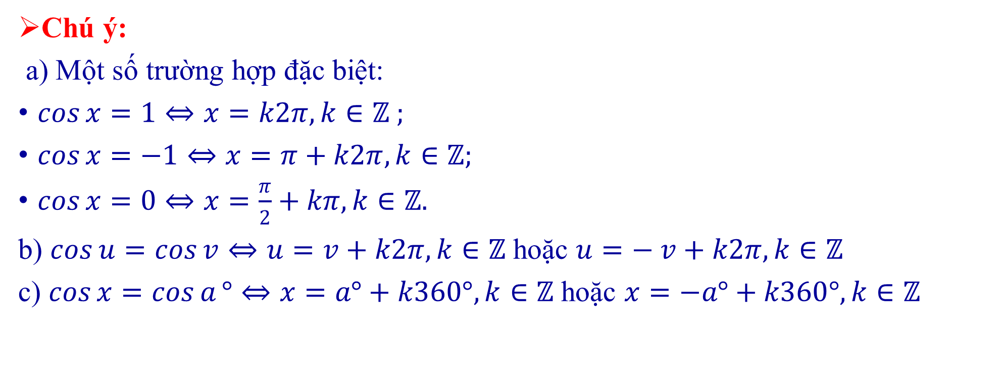 ➢Chú ý:
a) Một số trường hợp đặc biệt:
• cos x = 1 ⇔ x = k2π, k ∈ ℤ ;
• cos x = −1 ⇔ x = π + k2π, k ∈ ℤ;
• cos x = 0 ⇔ x = π/2 + kπ, k ∈ ℤ.
b) cos u = cos v ⇔ u = v + k2π, k ∈ ℤ hoặc u = − v + k2π, k ∈ ℤ
c) cos x = cos a ° ⇔ x = a° + k360°, k ∈ ℤ hoặc x = −a° + k360°, k ∈ ℤ